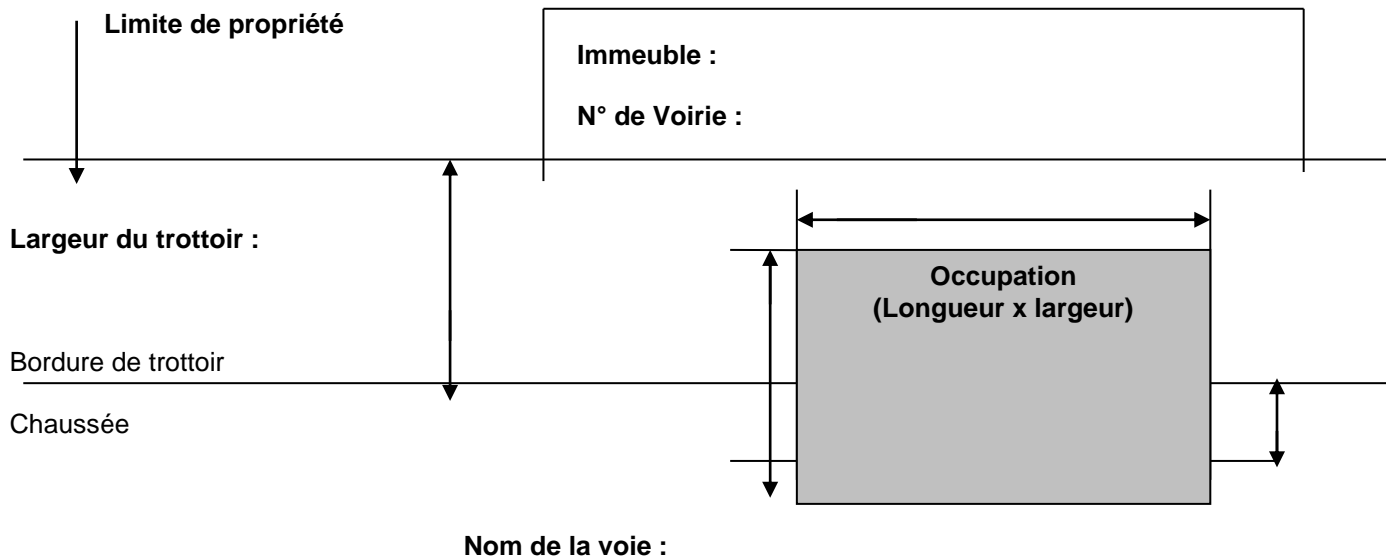 Limite de propriété
Immeuble :
N° de Voirie :
Largeur du trottoir :
Occupation
(Longueur x largeur)
Bordure de trottoir
Chaussée
Nom de la voie :